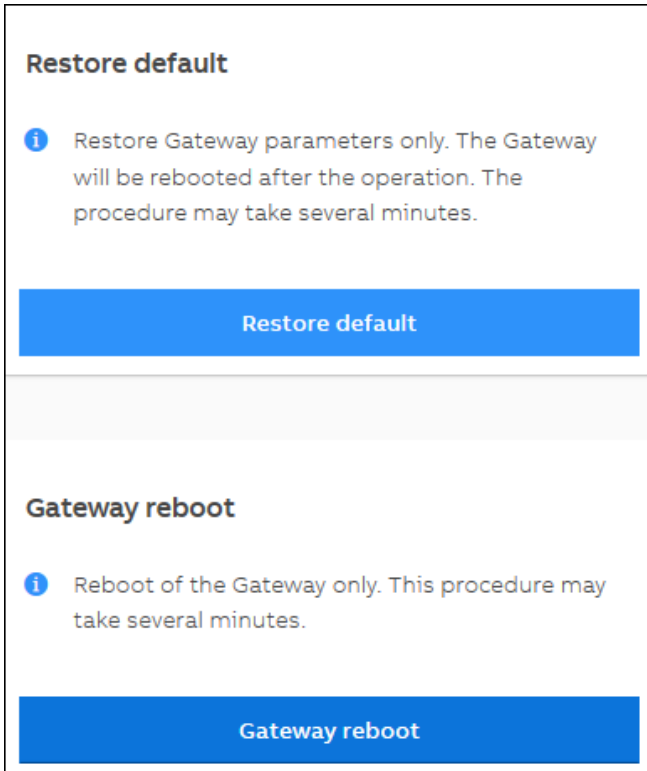 Restore default
Restore Gateway parameters only. The Gateway
will be rebooted after the operation. The
procedure may take several minutes.
Restore default
Gateway reboot
Reboot of the Gateway only. This procedure may
take several minutes.
Gateway reboot